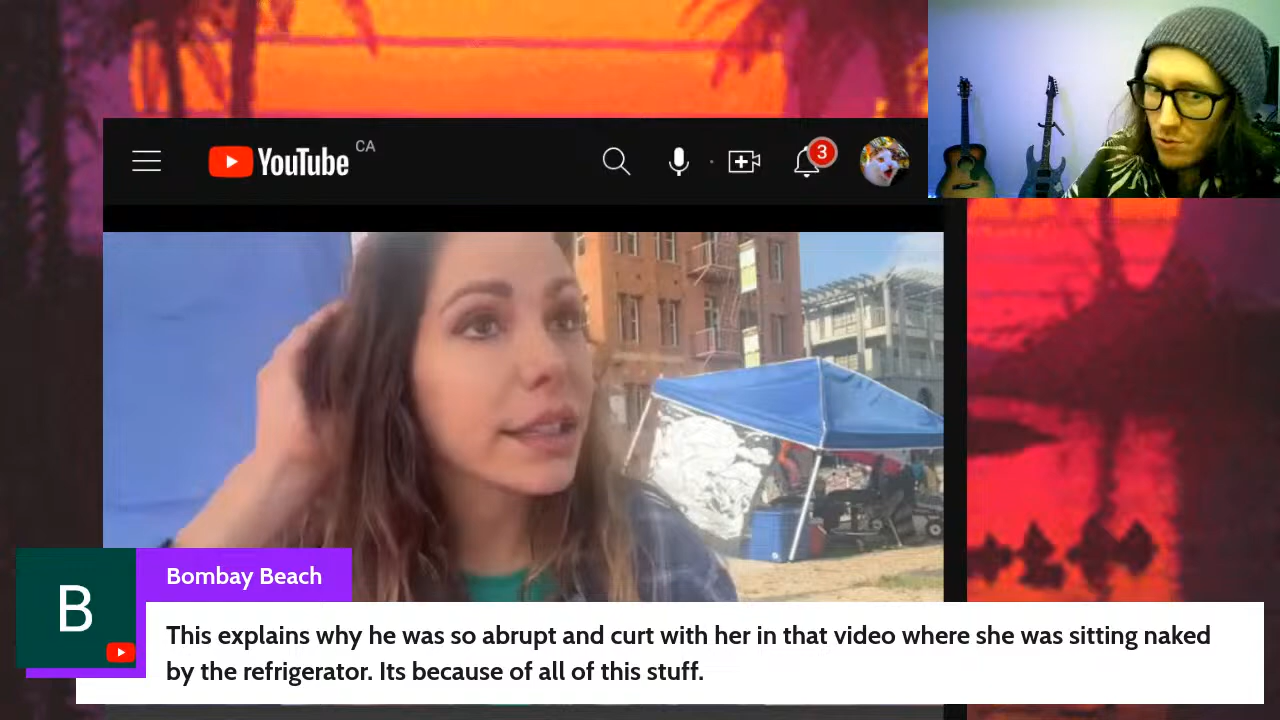 YouTube CA
3
B
Bombay Beach
This explains why he was so abrupt and curt with her in that video where she was sitting naked
by the refrigerator. Its because of all of this stuff.